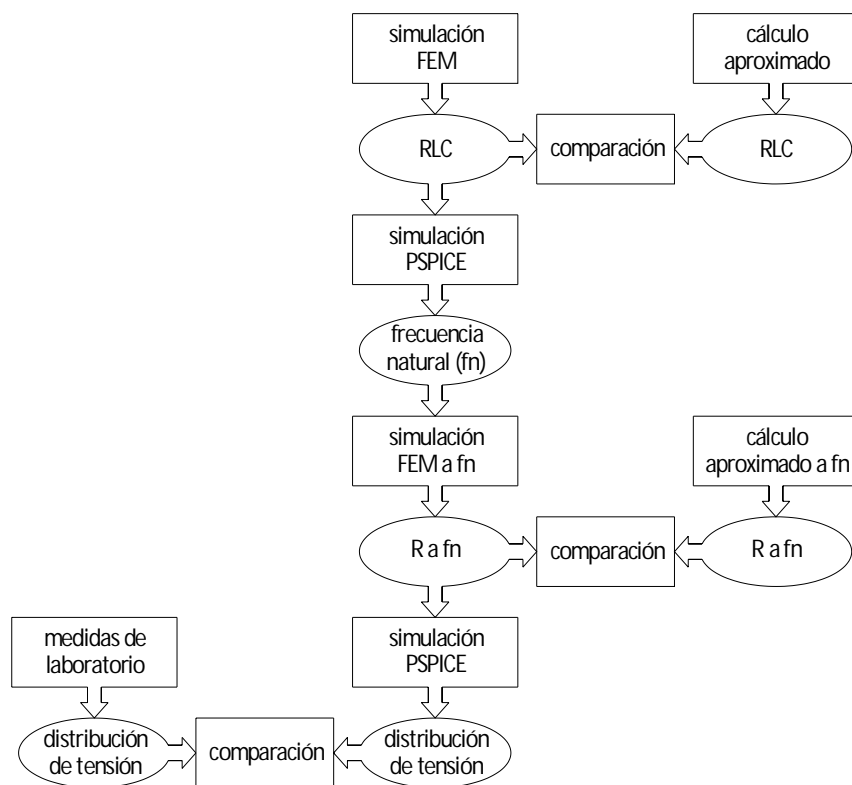 simulación
FEM
cálculo
aproximado
RLC
comparación
RLC
simulación
PSPICE
frecuencia
natural (fn)
simulación
FEM a fn
cálculo
aproximado a fn
R a fn
comparación
R a fn
medidas de
laboratorio
simulación
PSPICE
distribución
de tensión
comparación
distribución
de tensión